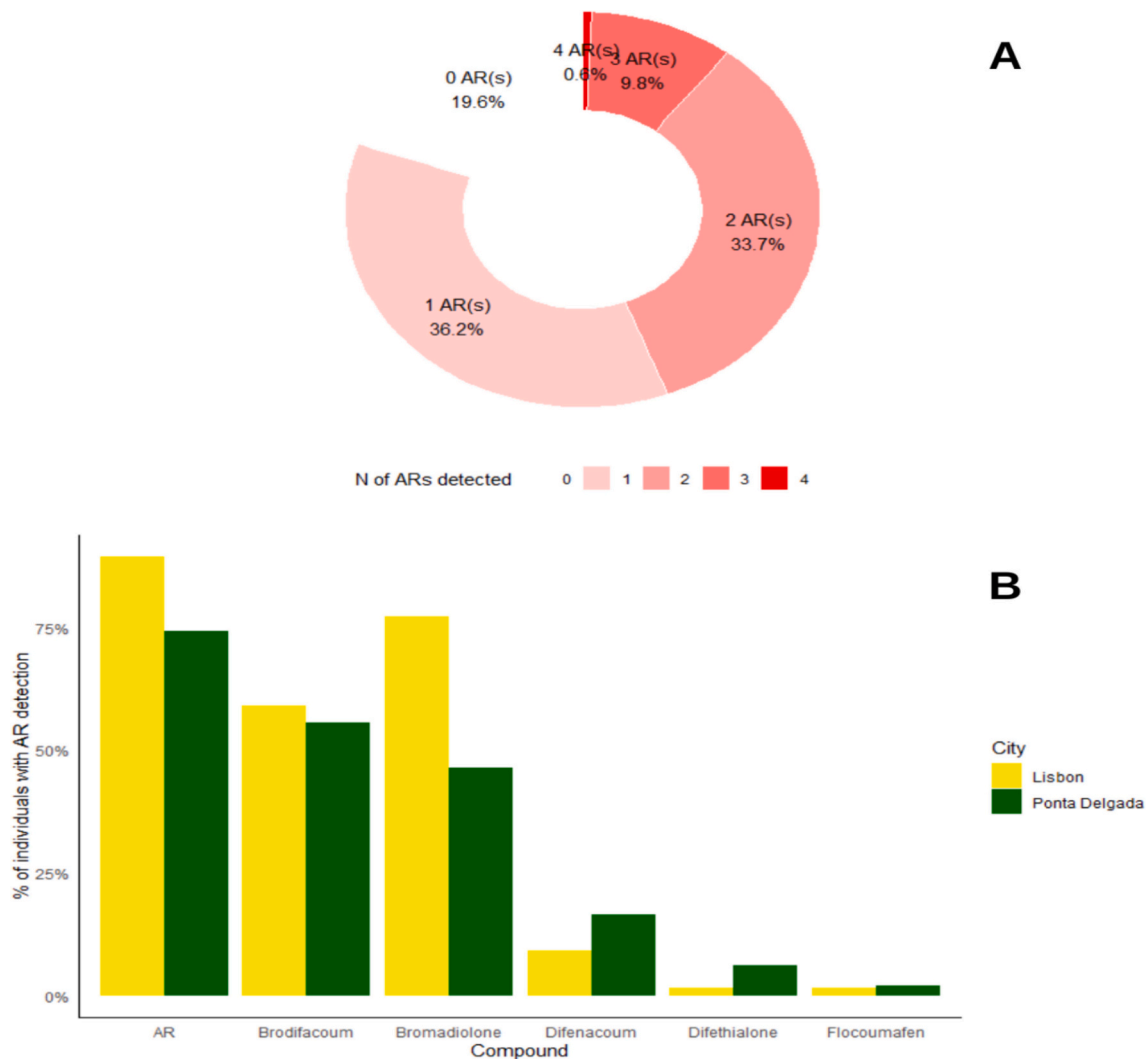 A
4 AR(s)
0.6%
3 AR(s)
9.8%
0 AR(s)
19.6%
2 AR(s)
33.7%
1 AR(s)
36.2%
N of ARs detected 0 1 2 3 4
B
% of individuals with AR detection
75%
50%
25%
0%
AR Brodifacoum Bromadiolone Difenacoum Difethialone Flocoumafen
Compound
City
Lisbon
Ponta Delgada